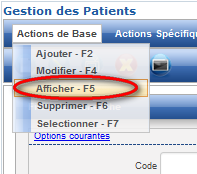 Gestion des Patients
Actions de Base Actions Spécifiq
Ajouter - F2
Modifier - F4
Afficher - F5
Supprimer - F6
Selectionner - F7
Options courantes
Code